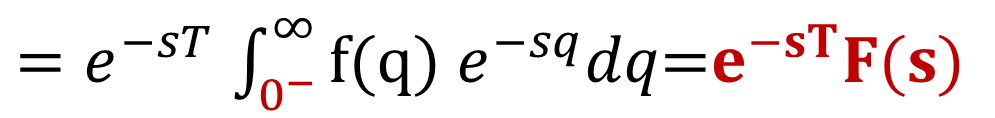 = e^{-sT} ∫_{0^-}^{∞} f(q) e^{-sq} dq=e^{-sT}F(s)